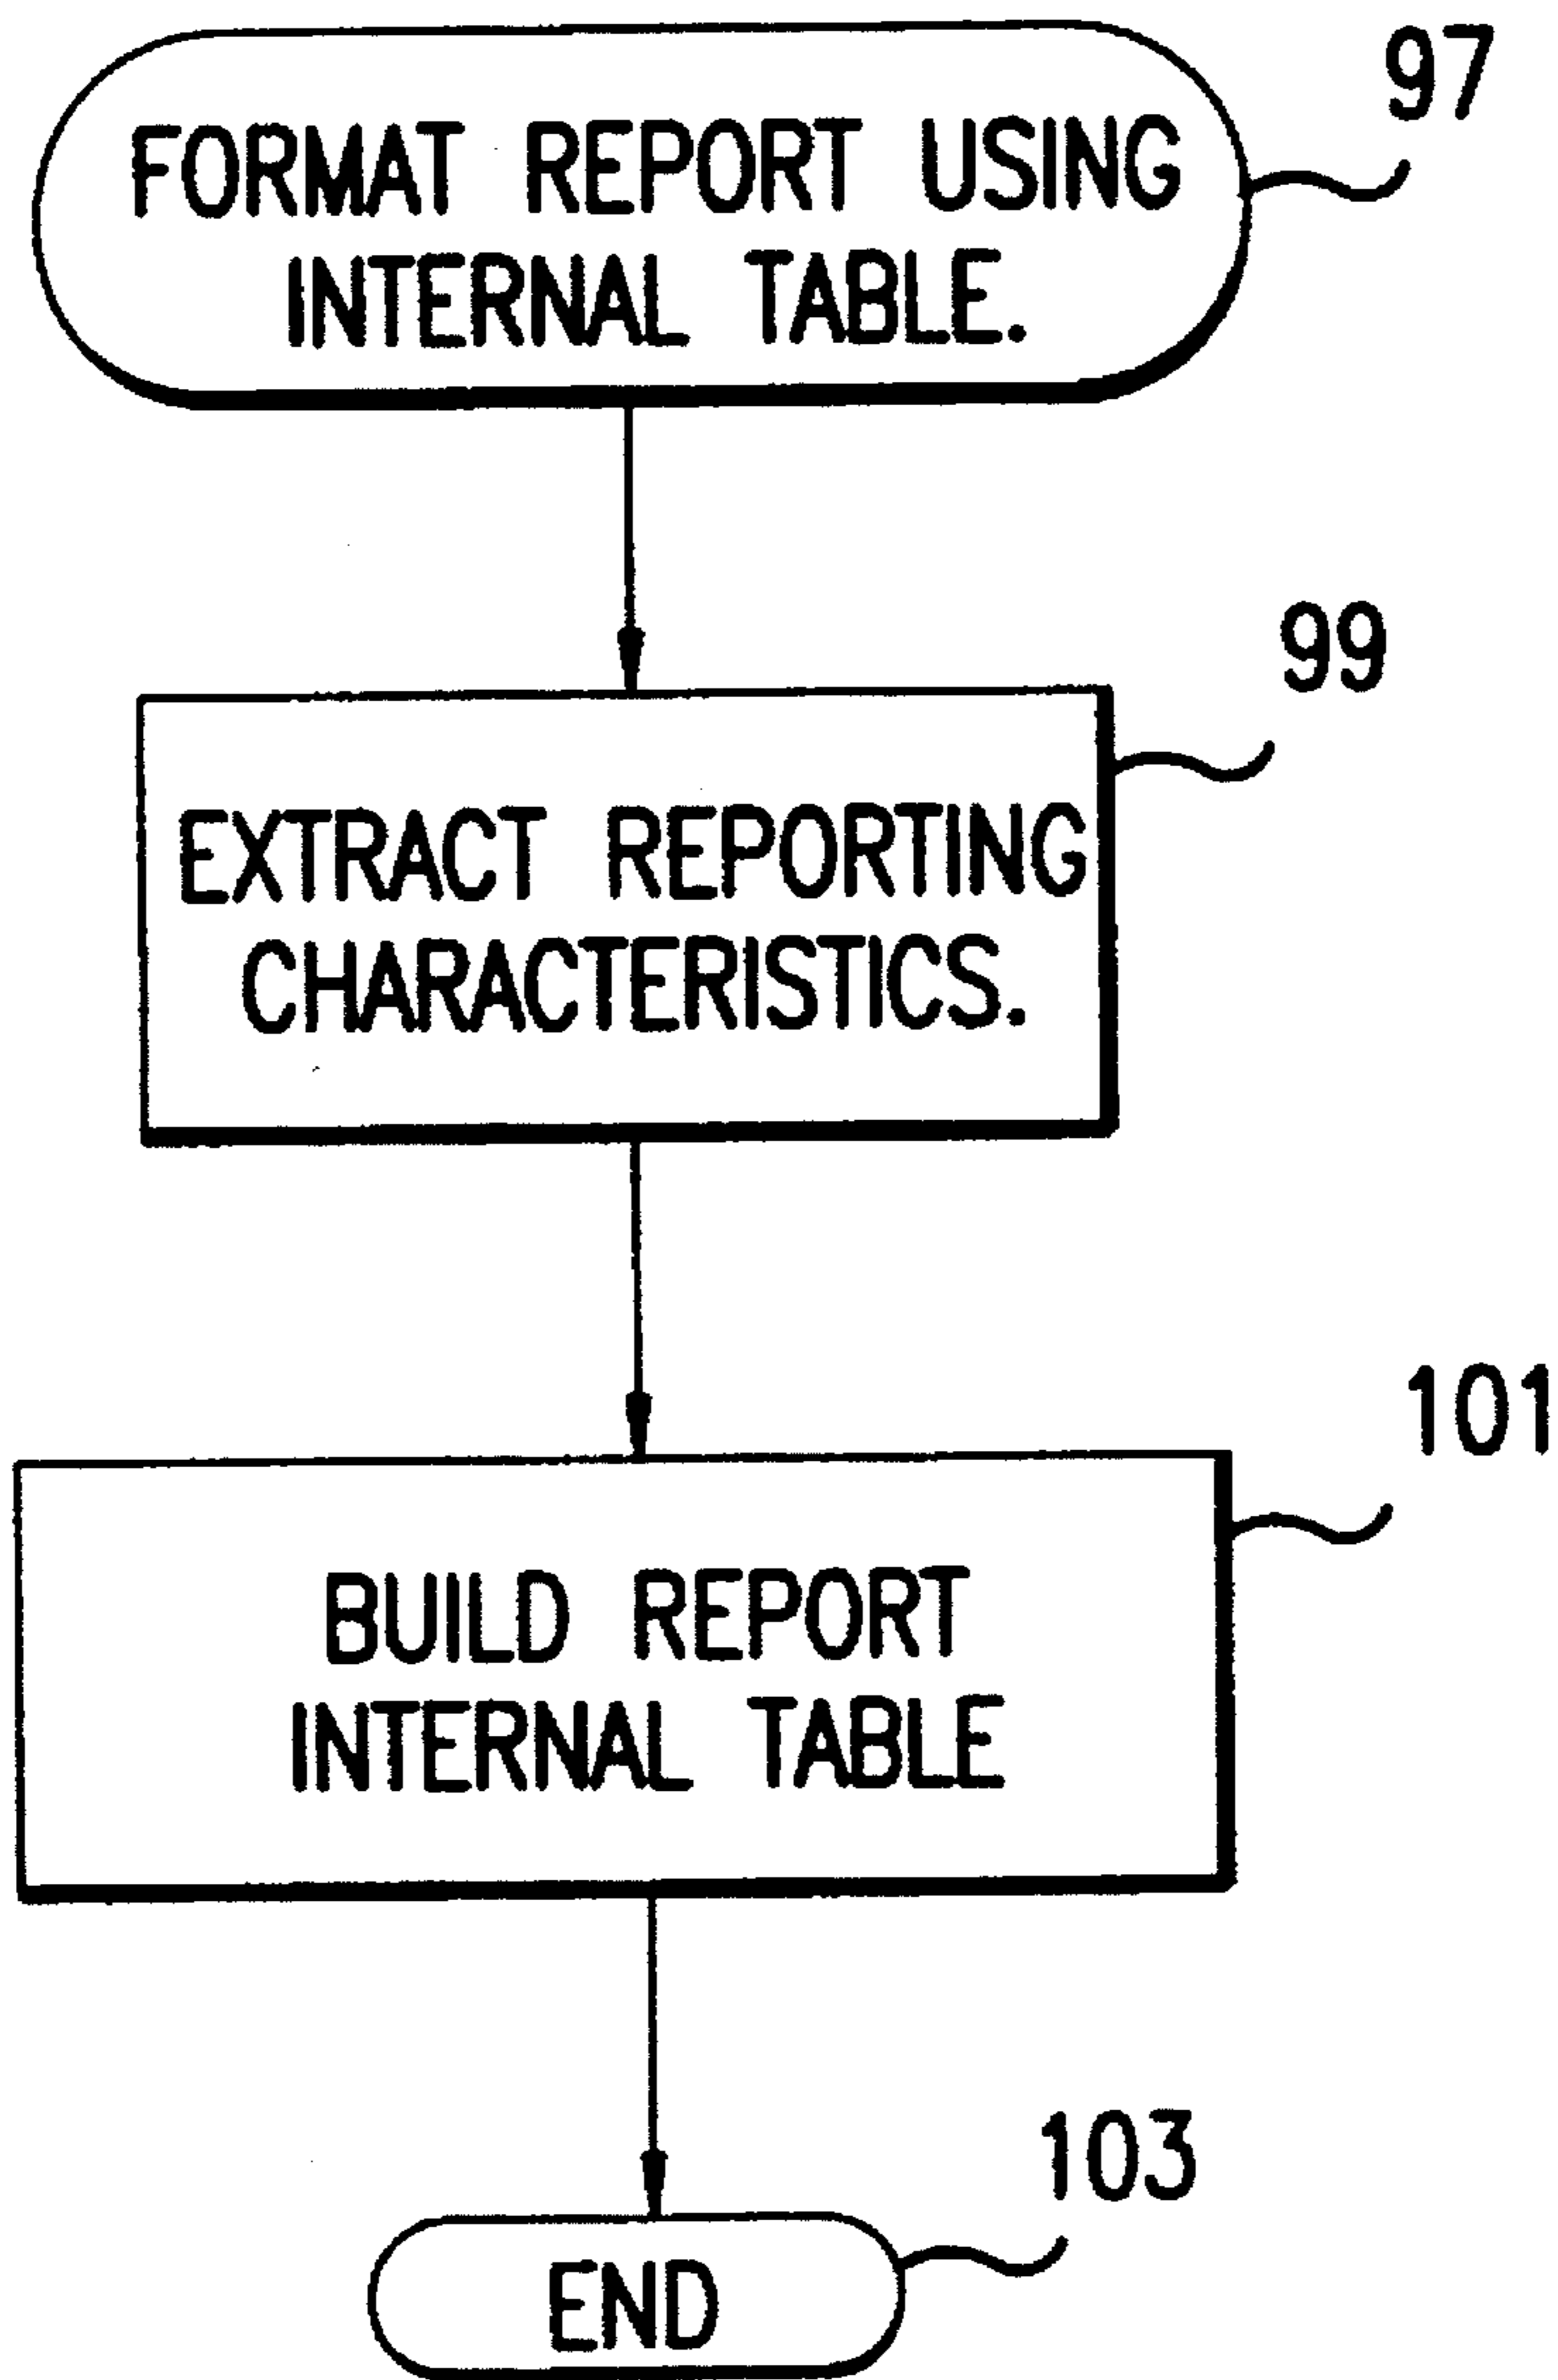 97
FORMAT REPORT USING
INTERNAL TABLE.
99
EXTRACT REPORTING
CHARACTERISTICS.
101
BUILD REPORT
INTERNAL TABLE
103
END